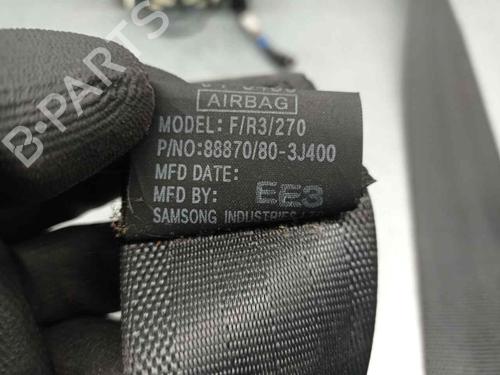 AIRBAG
MODEL: F/R3/270
P/NO:88870/80-3J400
MFD DATE:
MFD BY: EE3
SAMSONG INDUSTRIES
B-PARTS